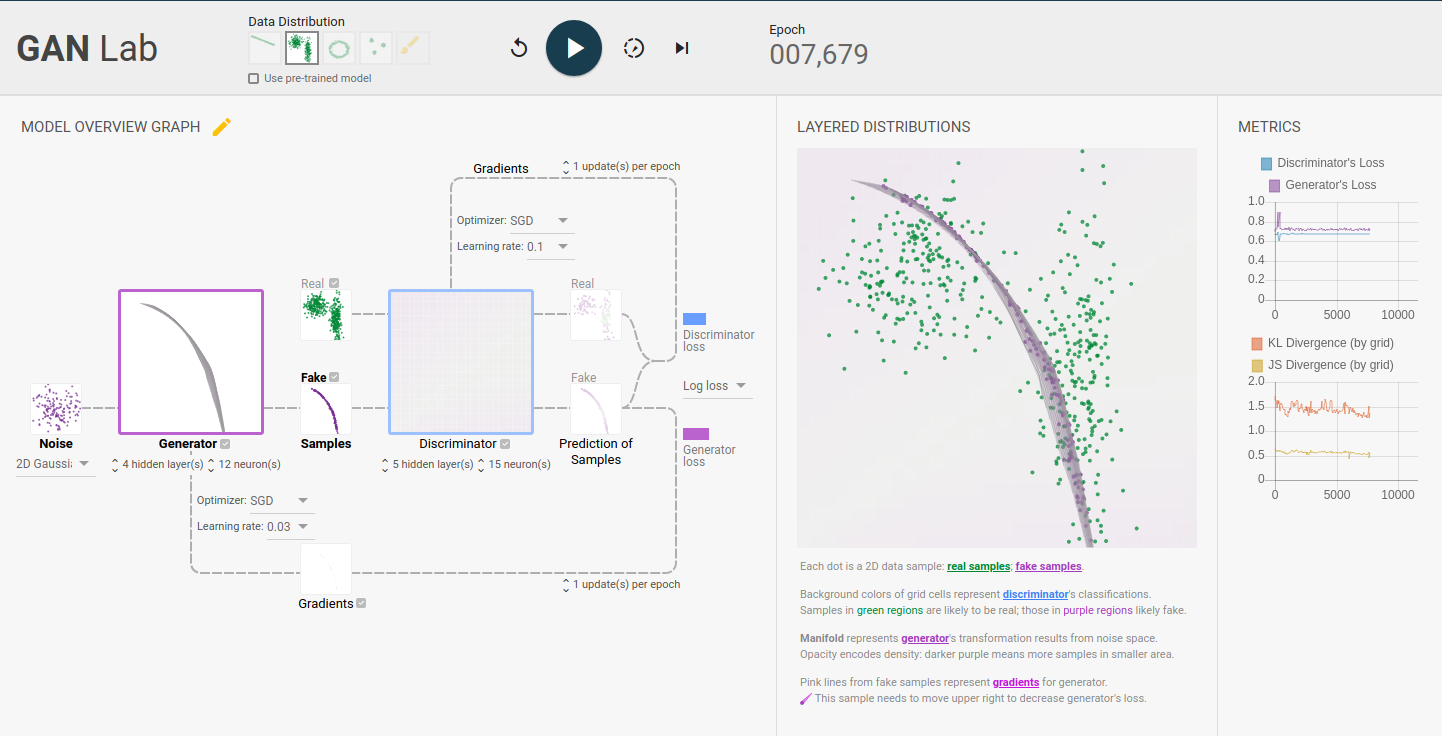 GAN Lab
Data Distribution
Use pre-trained model
Epoch
007,679
MODEL OVERVIEW GRAPH
Gradients
1 update(s) per epoch
Optimizer: SGD
Learning rate: 0.1
Real
Real
Discriminator
loss
Fake
Fake
Log loss
Noise
Generator
Samples
Discriminator
Prediction of
Samples
Generator
loss
2D Gaussi
4 hidden layer(s)
12 neuron(s)
5 hidden layer(s)
15 neuron(s)
Optimizer: SGD
Learning rate: 0.03
1 update(s) per epoch
Gradients
LAYERED DISTRIBUTIONS
Each dot is a 2D data sample: real samples; fake samples.
Background colors of grid cells represent discriminator's classifications.
Samples in green regions are likely to be real; those in purple regions likely fake.
Manifold represents generator's transformation results from noise space.
Opacity encodes density: darker purple means more samples in smaller area.
Pink lines from fake samples represent gradients for generator.
This sample needs to move upper right to decrease generator's loss.
METRICS
Discriminator's Loss
Generator's Loss
1.0
0.8
0.6
0.4
0.2
0
0 5000 10000
KL Divergence (by grid)
JS Divergence (by grid)
2.0
1.5
1.0
0.5
0
0 5000 10000